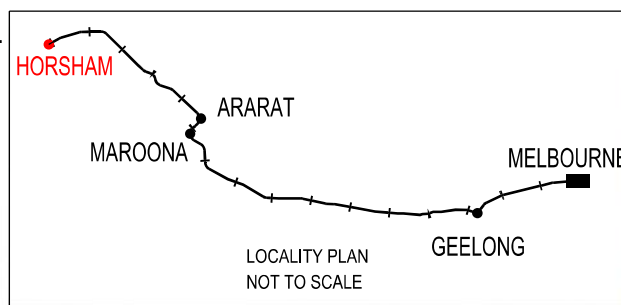 HORSHAM
ARARAT
MAROONA
MELBOURNE
GEELONG
LOCALITY PLAN
NOT TO SCALE